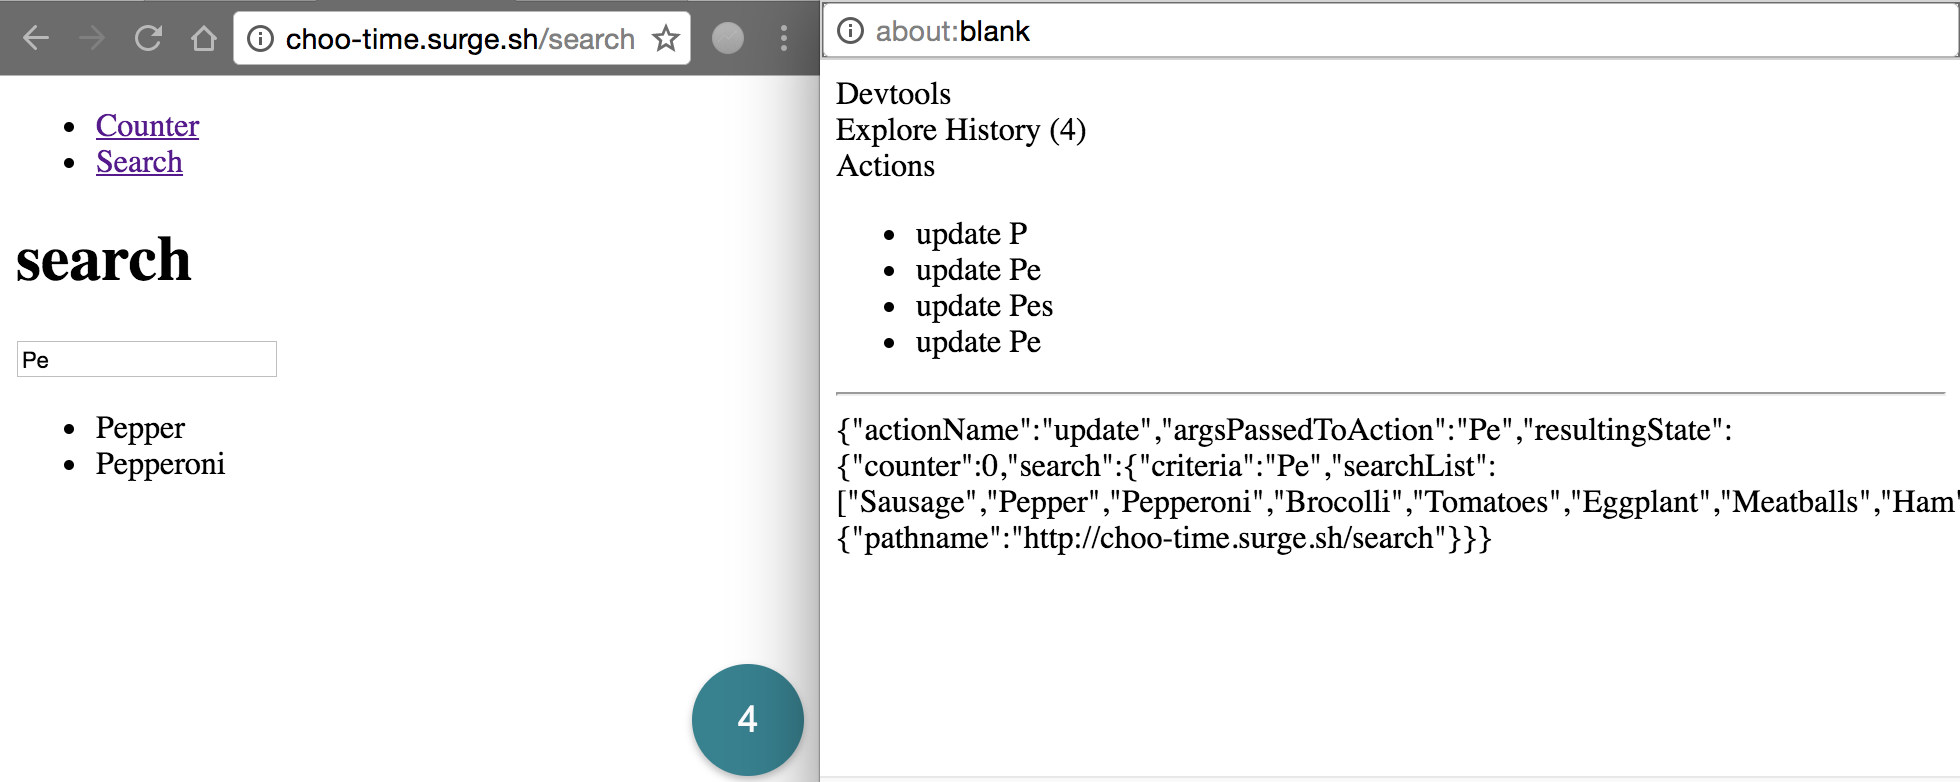 choo-time.surge.sh/search
Counter
Search
search
Pe
Pepper
Pepperoni
4
about:blank
Devtools
Explore History (4)
Actions
update P
update Pe
update Pes
update Pe
{"actionName":"update","argsPassedToAction":"Pe","resultingState":
{"counter":0,"search":{"criteria":"Pe","searchList":
["Sausage","Pepper","Pepperoni","Brocolli","Tomatoes","Eggplant","Meatballs","Ham"
{"pathname":"http://choo-time.surge.sh/search"}}}